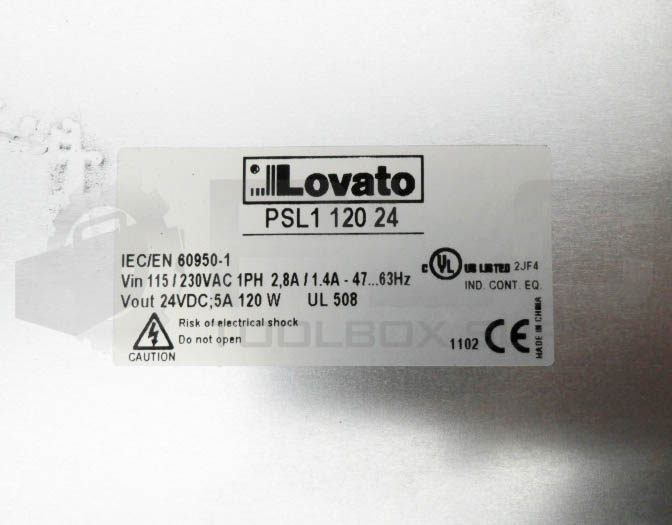 ® Lovato
PSL1 120 24
IEC/EN 60950-1
Vin 115 / 230VAC 1PH 2,8A / 1.4A - 47...63Hz
Vout 24VDC;5A 120 W UL 508
Risk of electrical shock
Do not open
CAUTION
c UL US LISTED 2JF4
IND. CONT. EQ.
1102 CE
MADE IN CHINA
TOOLBOX